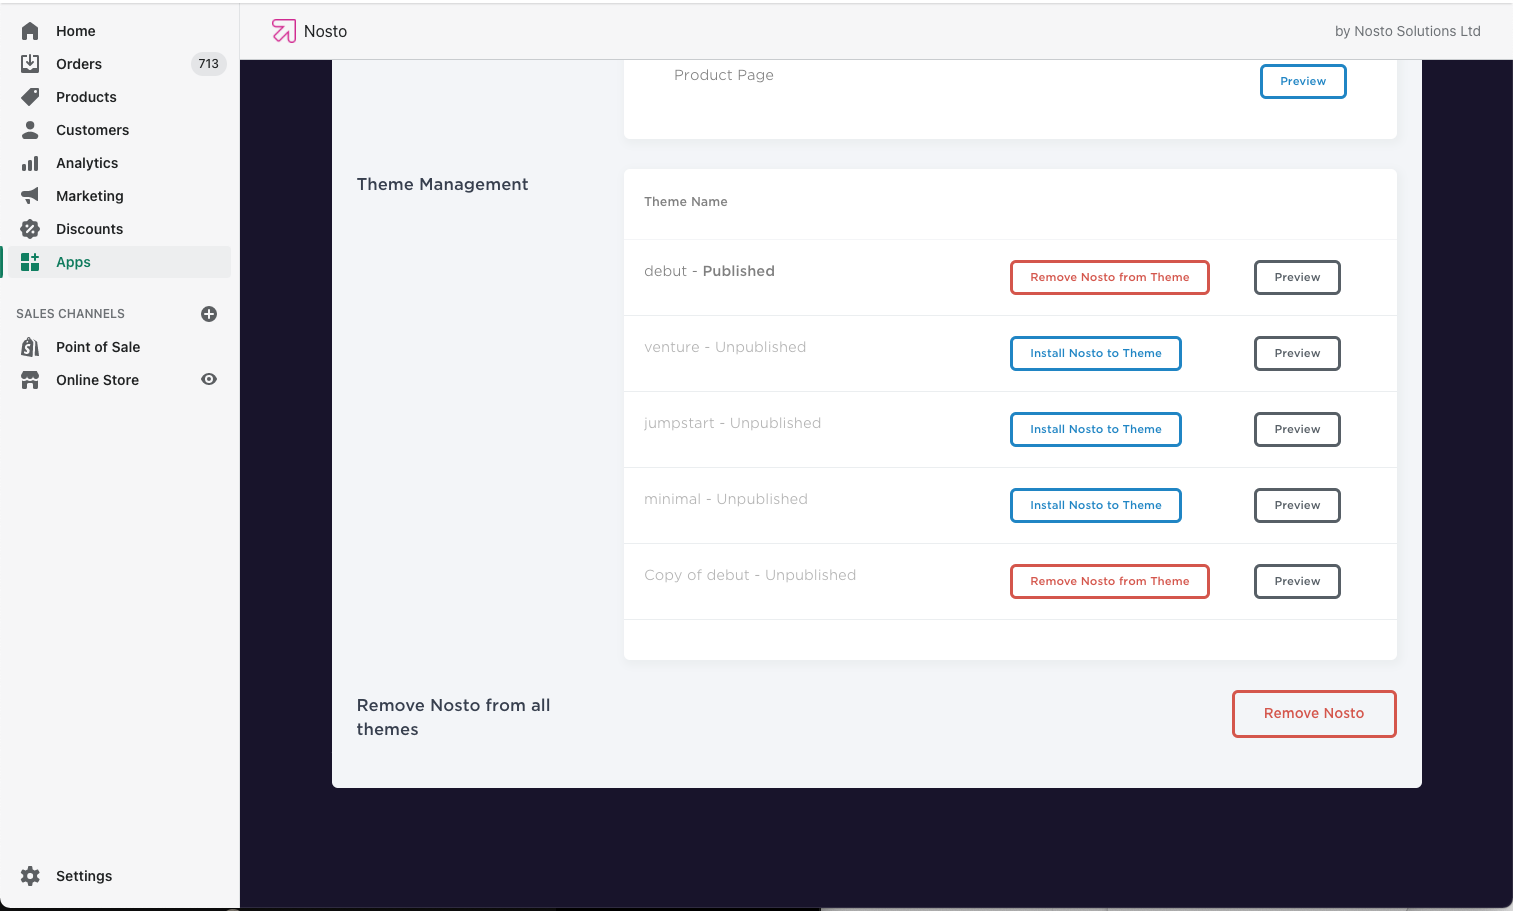 Home
Orders
713
Products
Customers
Analytics
Marketing
Discounts
Apps
SALES CHANNELS
Point of Sale
Online Store
Settings
Nosto
by Nosto Solutions Ltd
Product Page
Preview
Theme Management
Theme Name
debut - Published
Remove Nosto from Theme
Preview
venture - Unpublished
Install Nosto to Theme
Preview
jumpstart - Unpublished
Install Nosto to Theme
Preview
minimal - Unpublished
Install Nosto to Theme
Preview
Copy of debut - Unpublished
Remove Nosto from Theme
Preview
Remove Nosto from all
themes
Remove Nosto